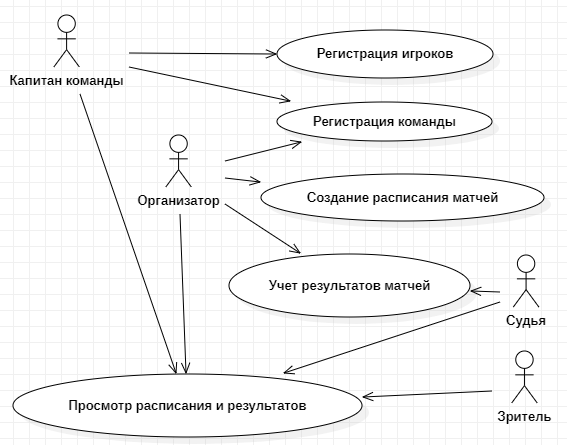 Регистрация игроков
Капитан команды
Регистрация команды
Организатор
Создание расписания матчей
Учет результатов матчей
Судья
Просмотр расписания и результатов
Зритель